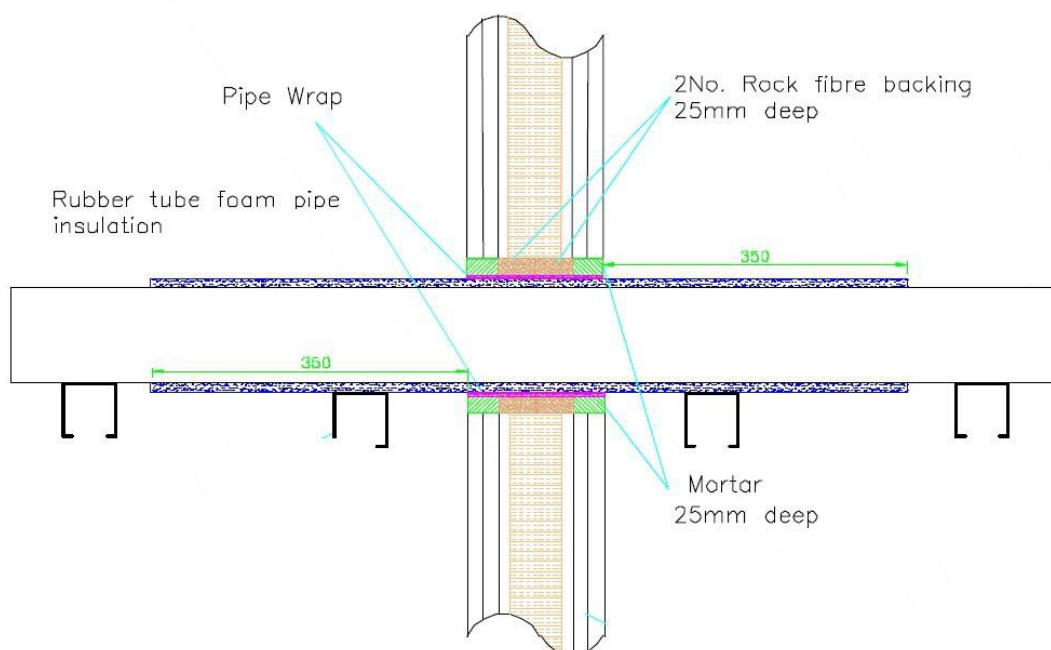 Pipe Wrap
2No. Rock fibre backing
25mm deep
Rubber tube foam pipe
insulation
350
350
Mortar
25mm deep